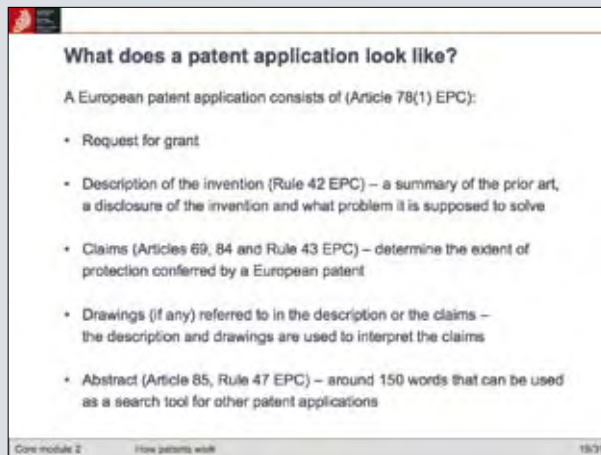 What does a patent application look like?
A European patent application consists of (Article 78(1) EPC):
• Request for grant
• Description of the invention (Rule 42 EPC) – a summary of the prior art,
a disclosure of the invention and what problem it is supposed to solve
• Claims (Articles 69, 84 and Rule 43 EPC) – determine the extent of
protection conferred by a European patent
• Drawings (if any) referred to in the description or the claims –
the description and drawings are used to interpret the claims
• Abstract (Article 85, Rule 47 EPC) – around 150 words that can be used
as a search tool for other patent applications
Core module 2 How patents work